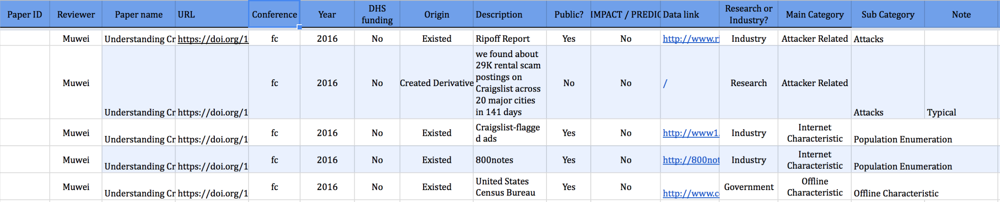 Paper ID Reviewer Paper name URL Conference Year DHS funding Origin Description Public? IMPACT / PREDIC Data link Research or Industry? Main Category Sub Category Note
Muwei Understanding Cr https://doi.org/1 fc 2016 No Existed Ripoff Report Yes No http://www.ri Industry Attacker Related Attacks
Muwei Understanding Cr https://doi.org/1 fc 2016 No Created Derivative we found about 29K rental scam postings on Craigslist across 20 major cities in 141 days No No / Research Attacker Related Attacks Typical
Muwei Understanding Cr https://doi.org/1 fc 2016 No Existed Craigslist-flagge d ads Yes No http://www1. Industry Internet Characteristic Population Enumeration
Muwei Understanding Cr https://doi.org/1 fc 2016 No Existed 800notes Yes No http://800not Industry Internet Characteristic Population Enumeration
Muwei Understanding Cr https://doi.org/1 fc 2016 No Existed United States Census Bureau Yes No http://www.c Government Offline Characteristic Offline Characteristic